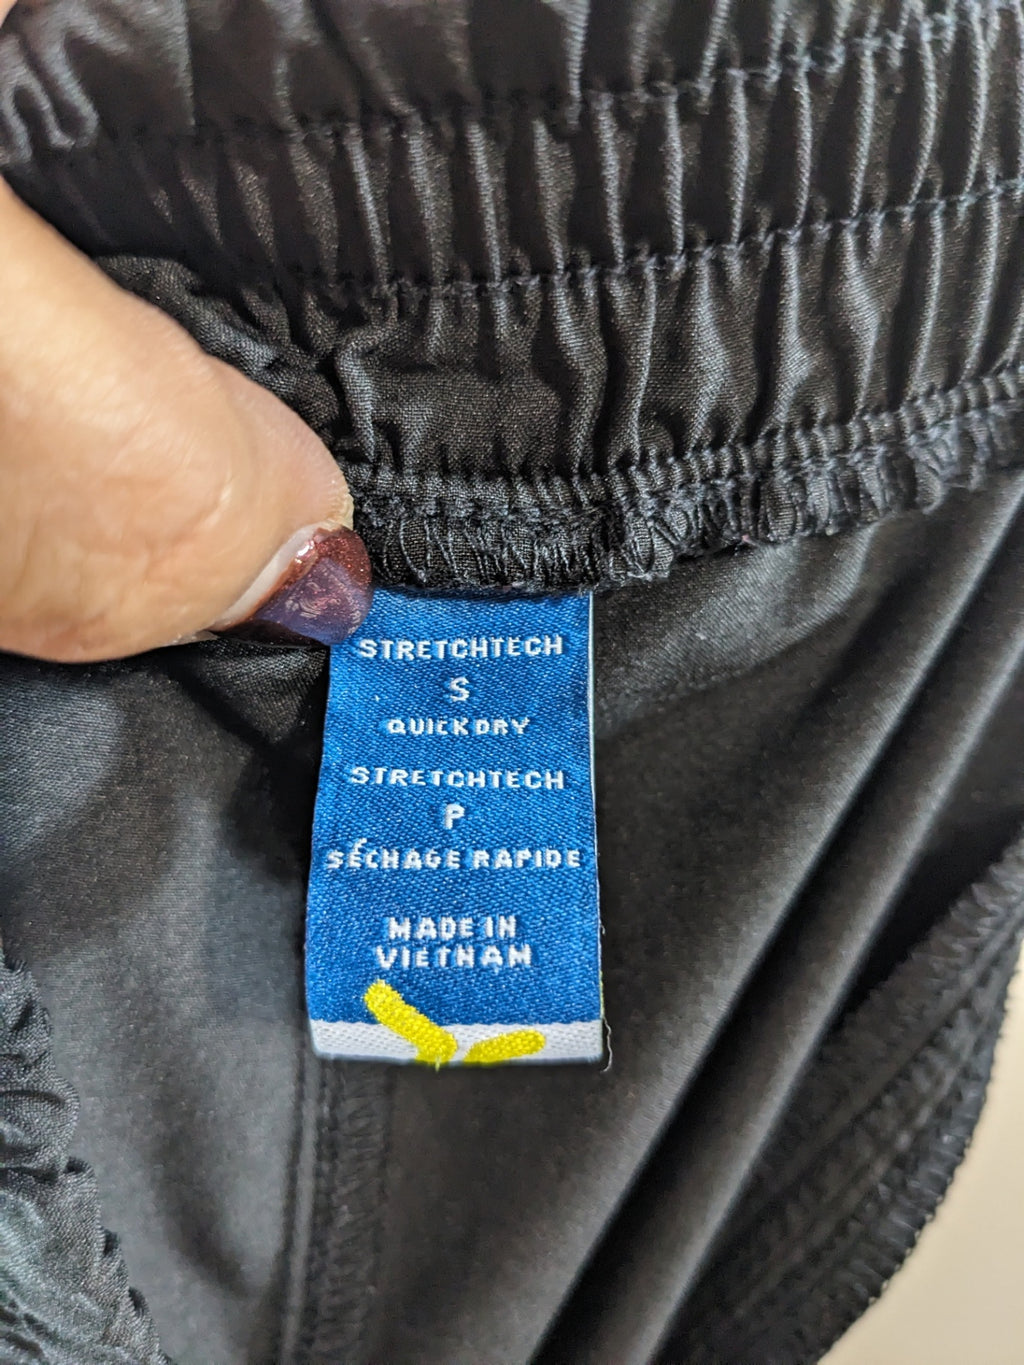 STRETCHTECH
S
QUICK DRY
STRETCHTECH
P
SÉCHAGE RAPIDE
MADE IN
VIETNAM